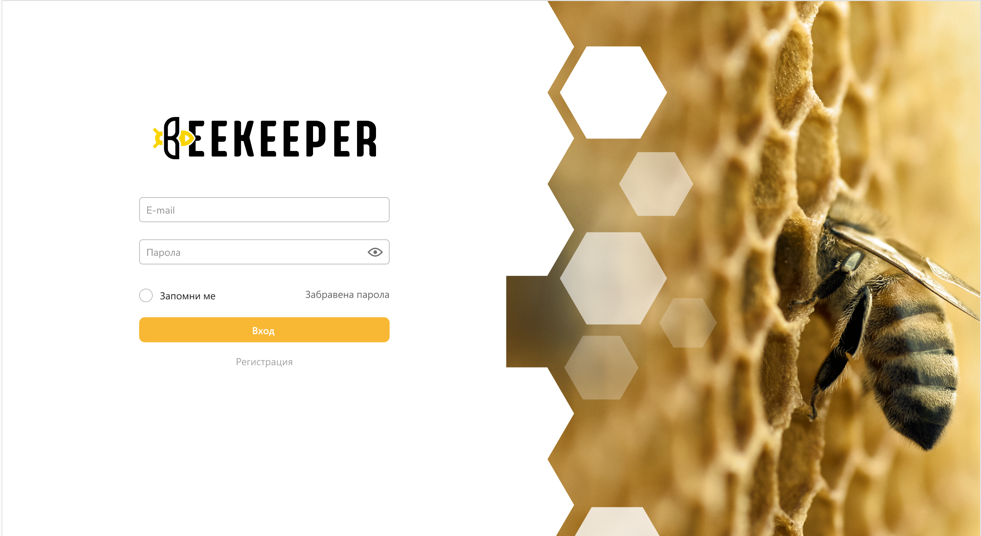 BEEKEEPER
E-mail
Парола
Запомни ме
Забравена парола
Вход
Регистрация